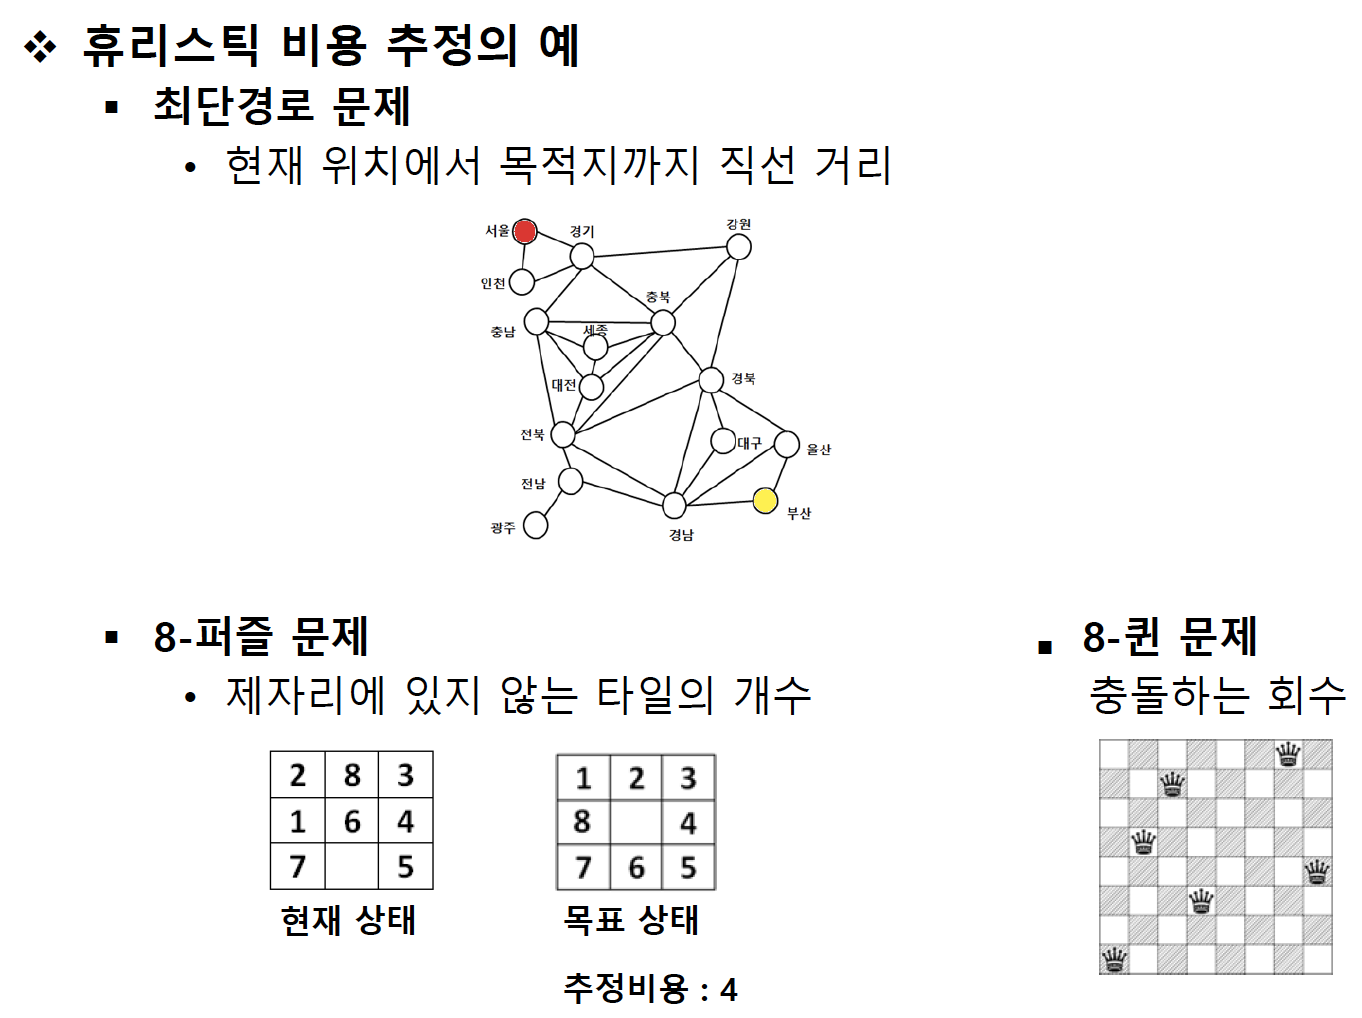 ❖ 휴리스틱 비용 추정의 예
▪ 최단경로 문제
• 현재 위치에서 목적지까지 직선 거리
서울
경기
강원
인천
충북
충남
세종
대전
경북
전북
대구
울산
전남
부산
광주
경남
▪ 8-퍼즐 문제
• 제자리에 있지 않는 타일의 개수
2 8 3
1 6 4
7 5
현재 상태
1 2 3
8 4
7 6 5
목표 상태
추정비용 : 4
▪ 8-퀸 문제
충돌하는 회수